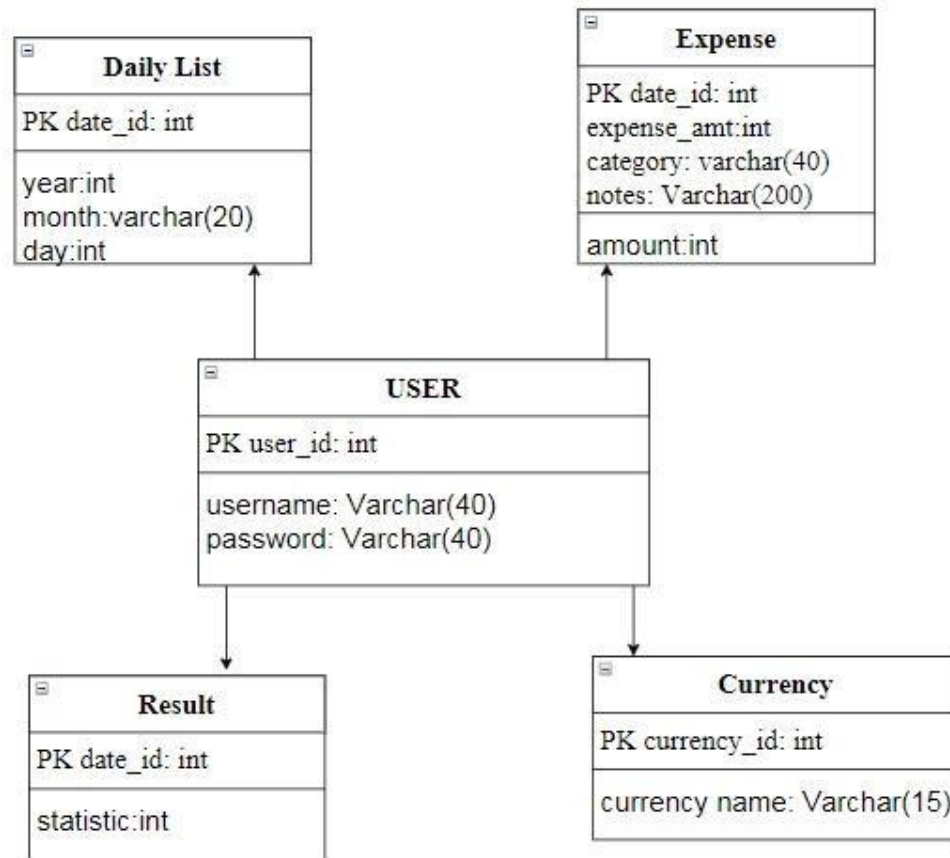 Daily List
PK date_id: int
year:int
month:varchar(20)
day:int
Expense
PK date_id: int
expense_amt:int
category: varchar(40)
notes: Varchar(200)
amount:int
USER
PK user_id: int
username: Varchar(40)
password: Varchar(40)
Result
PK date_id: int
statistic:int
Currency
PK currency_id: int
currency name: Varchar(15)